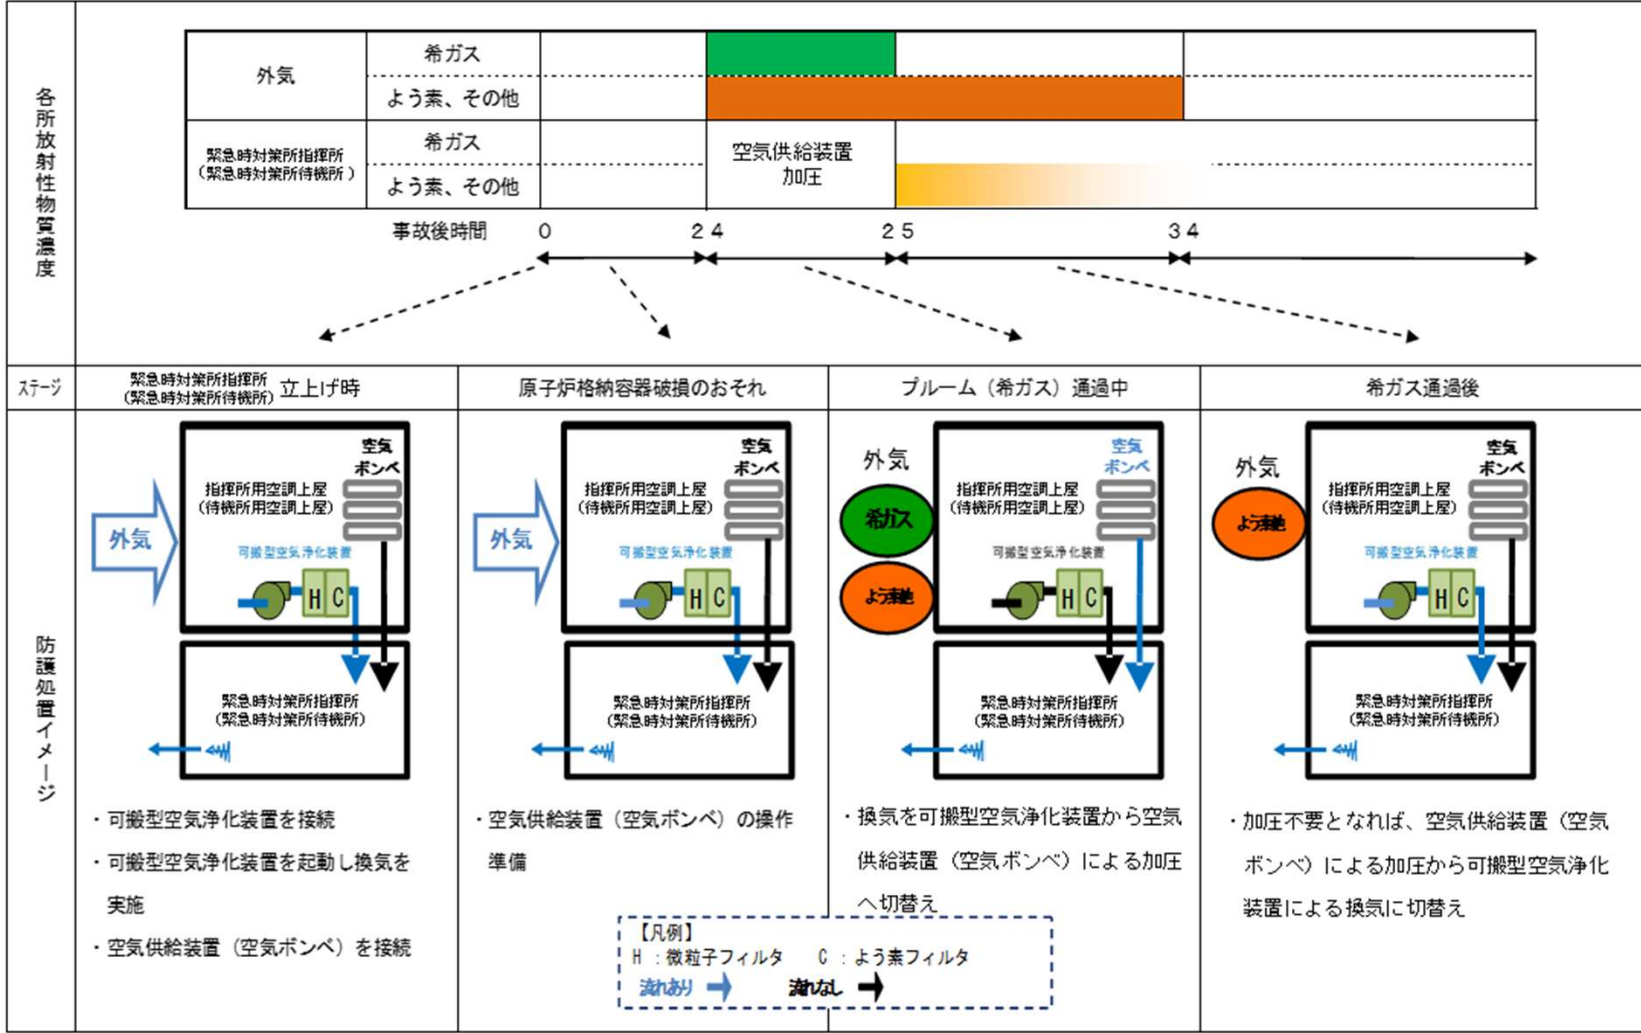 各所放射性物質濃度
外気
希ガス
よう素、その他
緊急時対策所指揮所
(緊急時対策所待機所)
希ガス
よう素、その他
空気供給装置
加圧
事故後時間
0
24
25
34
ステージ
緊急時対策所指揮所
(緊急時対策所待機所)
立上げ時
原子炉格納容器破損のおそれ
プルーム(希ガス)通過中
希ガス通過後
防護処置イメージ
外気
空気
ボンベ
指揮所用空調上屋
(待機所用空調上屋)
可搬型空気浄化装置
H C
緊急時対策所指揮所
(緊急時対策所待機所)
・可搬型空気浄化装置を接続
・可搬型空気浄化装置を起動し換気を
実施
・空気供給装置(空気ボンベ)を接続
外気
空気
ボンベ
指揮所用空調上屋
(待機所用空調上屋)
可搬型空気浄化装置
H C
緊急時対策所指揮所
(緊急時対策所待機所)
・空気供給装置(空気ボンベ)の操作
準備
外気
希ガス
よう素他
空気
ボンベ
指揮所用空調上屋
(待機所用空調上屋)
可搬型空気浄化装置
H C
緊急時対策所指揮所
(緊急時対策所待機所)
・換気を可搬型空気浄化装置から空気
供給装置(空気ボンベ)による加圧
へ切替え
外気
よう素他
空気
ボンベ
指揮所用空調上屋
(待機所用空調上屋)
可搬型空気浄化装置
H C
緊急時対策所指揮所
(緊急時対策所待機所)
・加圧不要となれば、空気供給装置(空気
ボンベ)による加圧から可搬型空気浄化
装置による換気に切替え
【凡例】
H:微粒子フィルタ C:よう素フィルタ
流れあり 流れなし